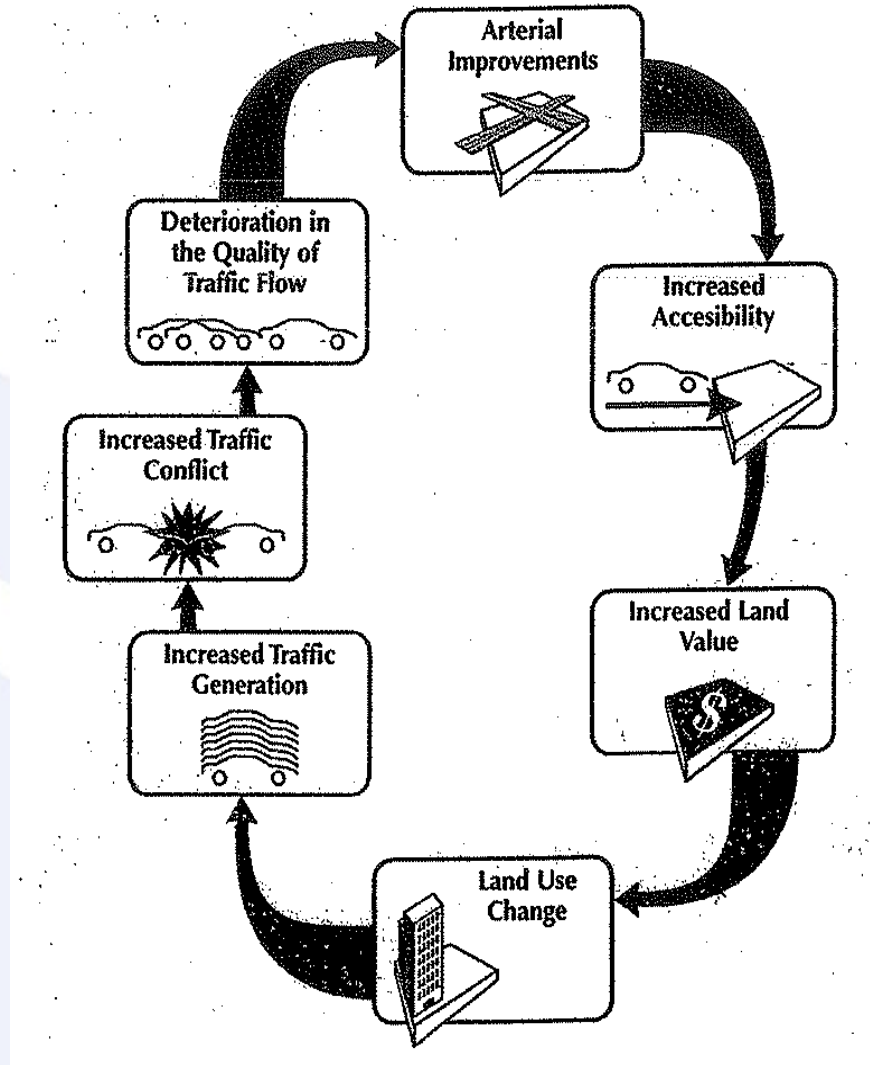 Arterial
Improvements
Increased
Accesibility
Increased Land
Value
$
Land Use
Change
Increased Traffic
Generation
Increased Traffic
Conflict
Deterioration in
the Quality of
Traffic Flow